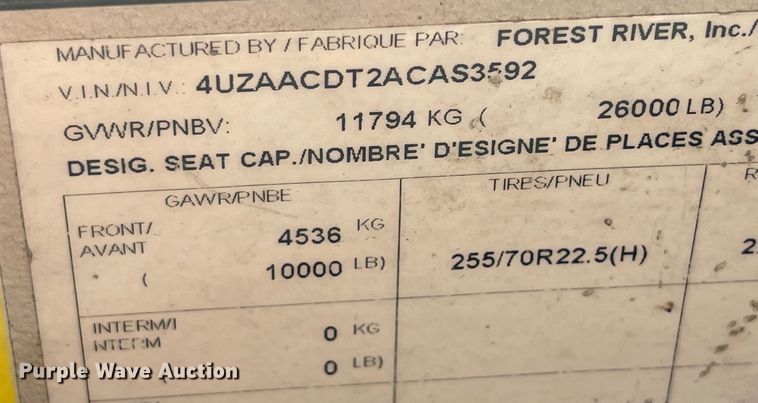 MANUFACTURED BY / FABRIQUE PAR: FOREST RIVER, Inc./
V.I.N./N.I.V.: 4UZAACDT2ACAS3592
GVWR/PNBV: 11794 KG ( 26000 LB)
DESIG. SEAT CAP./NOMBRE' D'ESIGNE' DE PLACES ASS
GAWR/PNBE TIRES/PNEU R
FRONT/ 4536 KG
AVANT
( 10000 LB) 255/70R22.5(H) 2
INTERM/I 0 KG
NTERM
( 0 LB)
Purple Wave Auction